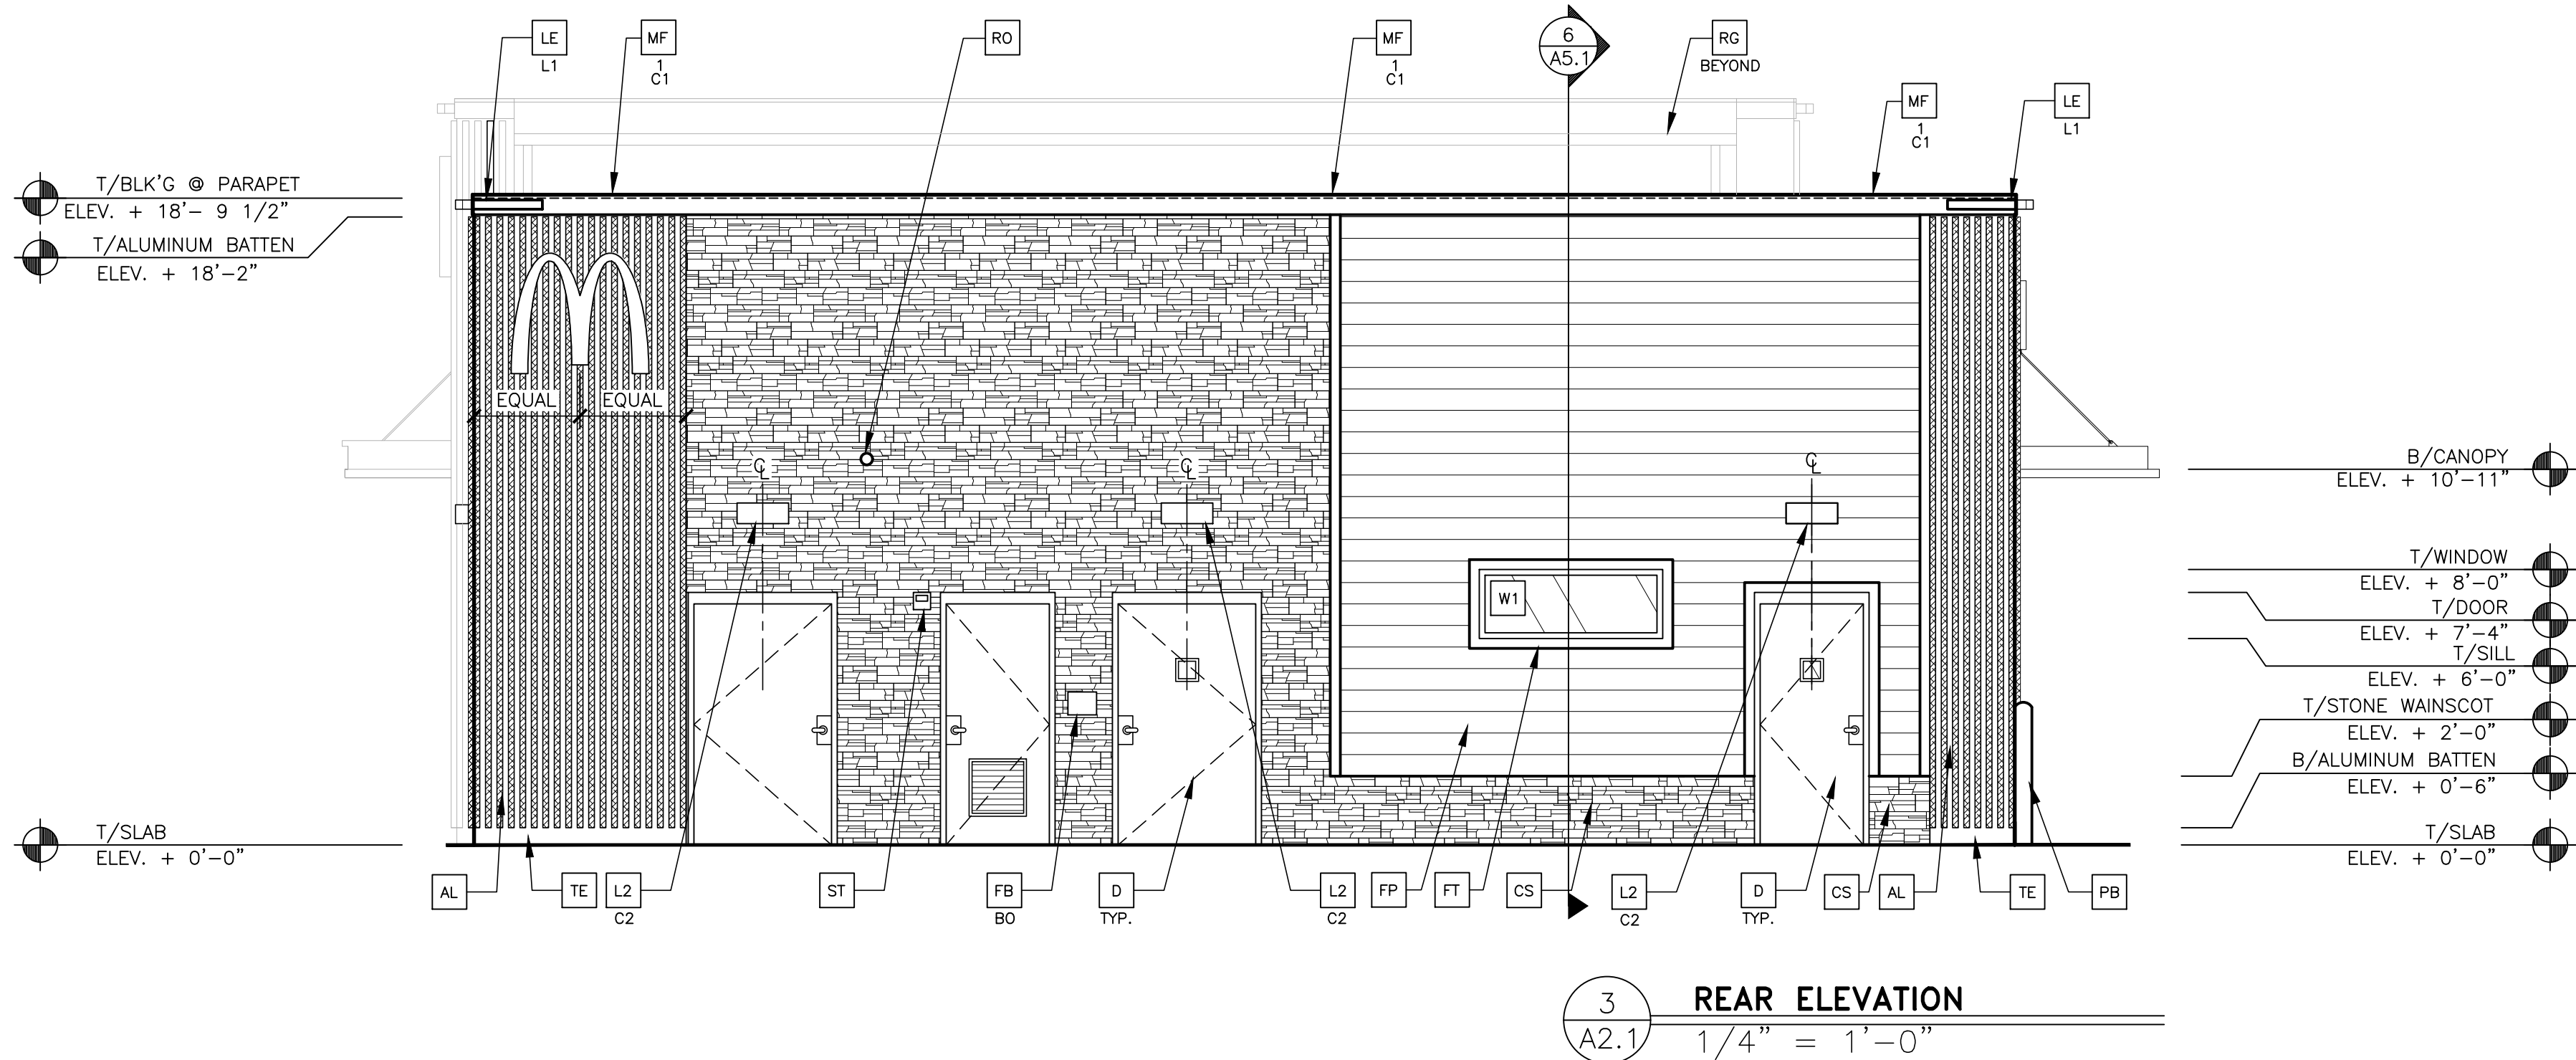 LE
L1
MF
1
C1
RO
MF
1
C1
6
A5.1
RG
BEYOND
MF
1
C1
LE
L1
T/BLK'G @ PARAPET
ELEV. + 18'- 9 1/2"
T/ALUMINUM BATTEN
ELEV. + 18'-2"
EQUAL
EQUAL
CL
CL
CL
B/CANOPY
ELEV. + 10'-11"
T/WINDOW
ELEV. + 8'-0"
W1
T/DOOR
ELEV. + 7'-4"
T/SILL
ELEV. + 6'-0"
T/STONE WAINSCOT
ELEV. + 2'-0"
B/ALUMINUM BATTEN
ELEV. + 0'-6"
T/SLAB
ELEV. + 0'-0"
T/SLAB
ELEV. + 0'-0"
AL
TE
L2
C2
ST
FB
BO
D
TYP.
L2
C2
FP
FT
CS
L2
C2
D
TYP.
CS
AL
TE
PB
3
A2.1
REAR ELEVATION
1/4" = 1'-0"